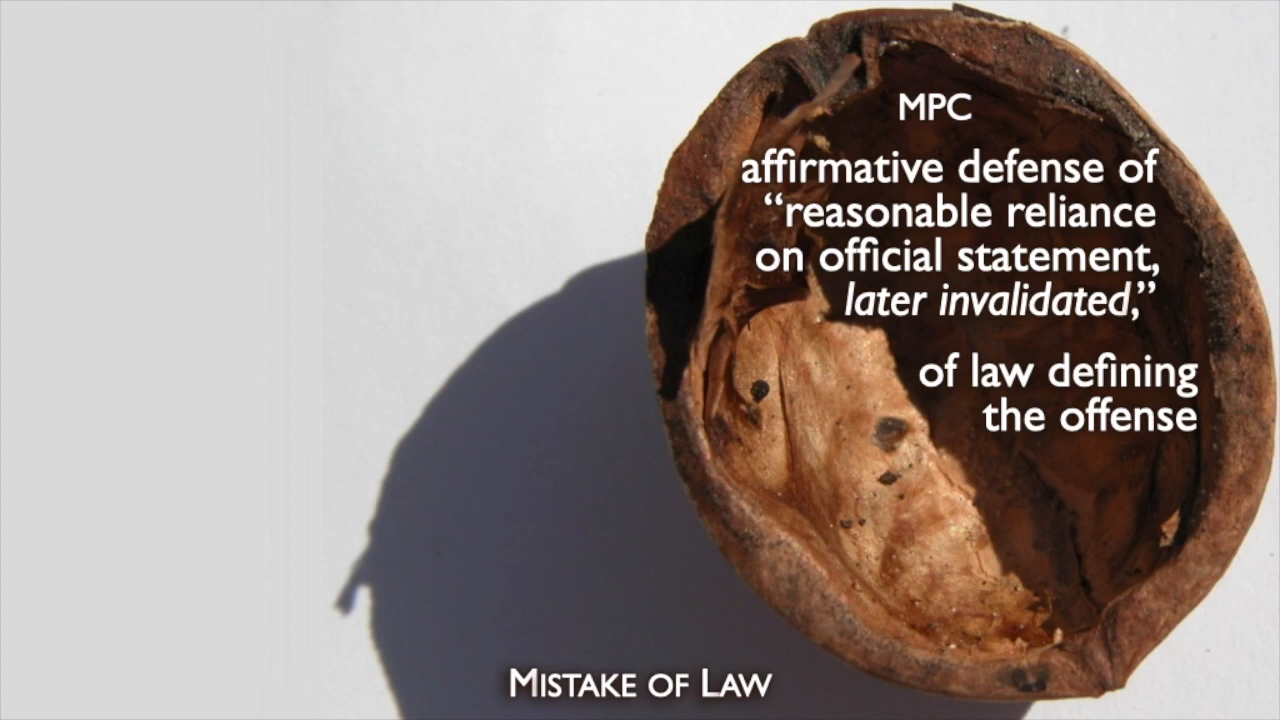 MPC
affirmative defense of
“reasonable reliance
on official statement,
later invalidated,”
of law defining
the offense
MISTAKE OF LAW